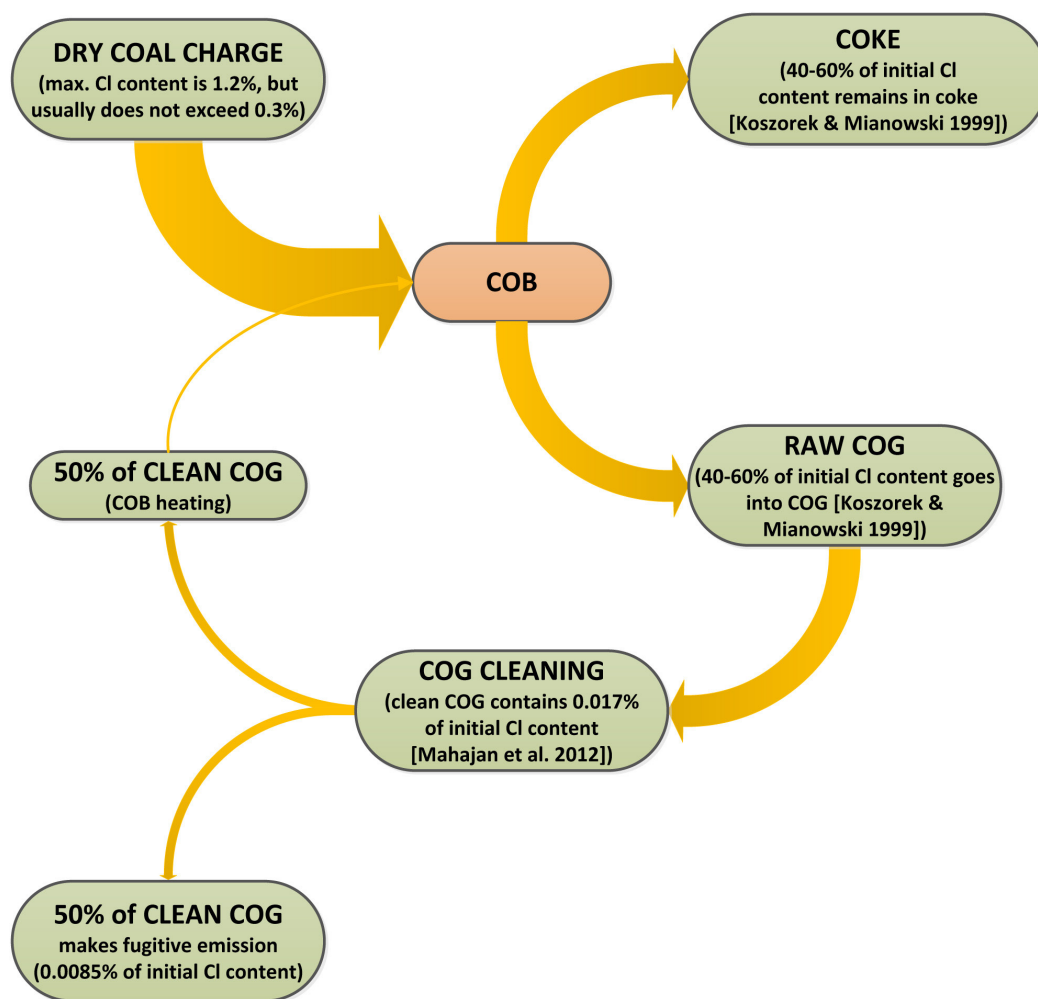 DRY COAL CHARGE
(max. Cl content is 1.2%, but
usually does not exceed 0.3%)
COKE
(40-60% of initial Cl
content remains in coke
[Koszorek & Mianowski 1999])
COB
RAW COG
(40-60% of initial Cl content goes
into COG [Koszorek &
Mianowski 1999])
50% of CLEAN COG
(COB heating)
COG CLEANING
(clean COG contains 0.017%
of initial Cl content
[Mahajan et al. 2012])
50% of CLEAN COG
makes fugitive emission
(0.0085% of initial Cl content)